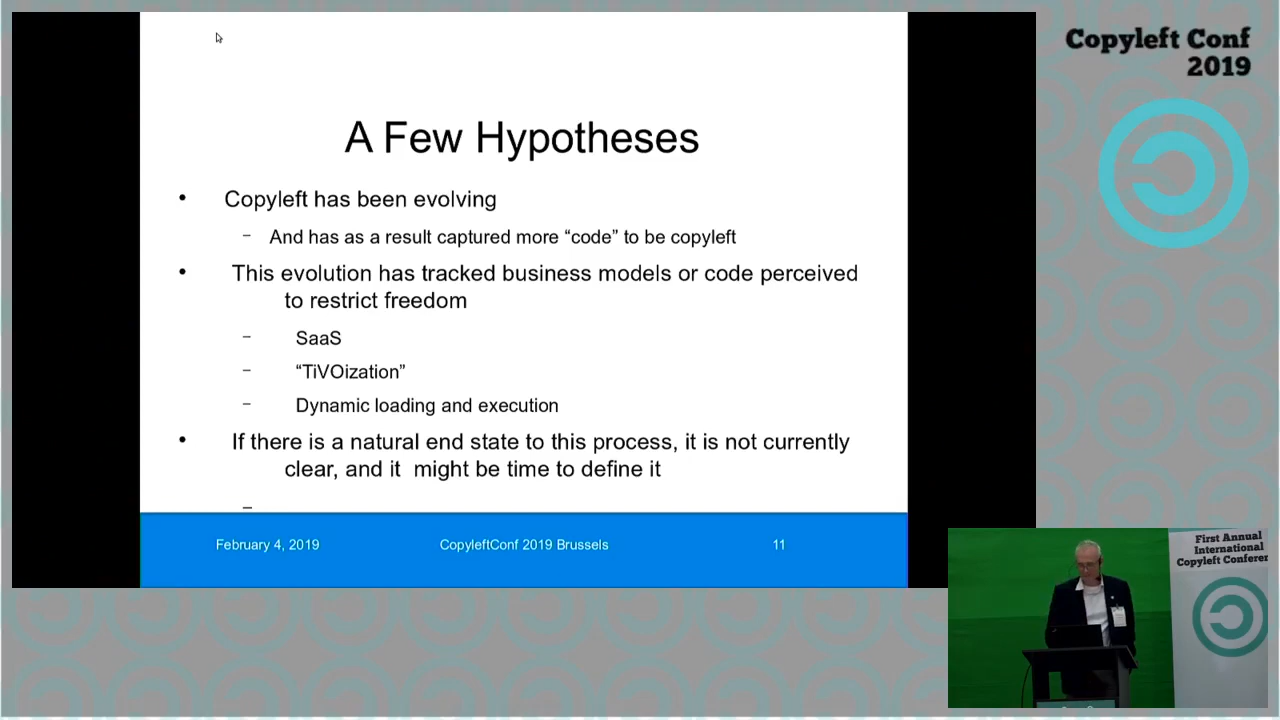 Copyleft Conf
2019
A Few Hypotheses
• Copyleft has been evolving
– And has as a result captured more “code” to be copyleft
• This evolution has tracked business models or code perceived
to restrict freedom
– SaaS
– “TiVOization”
– Dynamic loading and execution
• If there is a natural end state to this process, it is not currently
clear, and it might be time to define it
–
February 4, 2019
CopyleftConf 2019 Brussels
11
First Annual
International
Copyleft Conferen